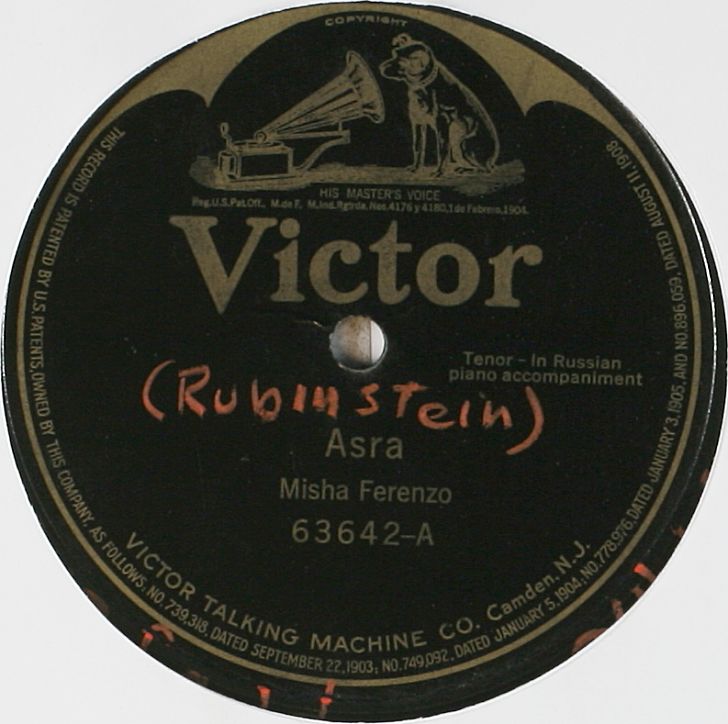 COPYRIGHT
HIS MASTER'S VOICE
Reg.U.S.Pat.Off., M.de F. M.Ind.Rgtrda.Nos.4176 y 4180,1 de Febrero,1904.
Victor
Tenor – In Russian
piano accompaniment
(Rubinstein)
Asra
Misha Ferenzo
63642–A
VICTOR TALKING MACHINE CO. Camden, N.J.
THIS RECORD IS PATENTED BY U.S. PATENTS, OWNED BY THIS COMPANY, AS FOLLOWS; NO.739,318, DATED SEPTEMBER 22,1903; NO.749,092, DATED JANUARY 5,1904; NO.778,976, DATED JANUARY 3,1905, AND NO.896,059, DATED AUGUST 11,1908